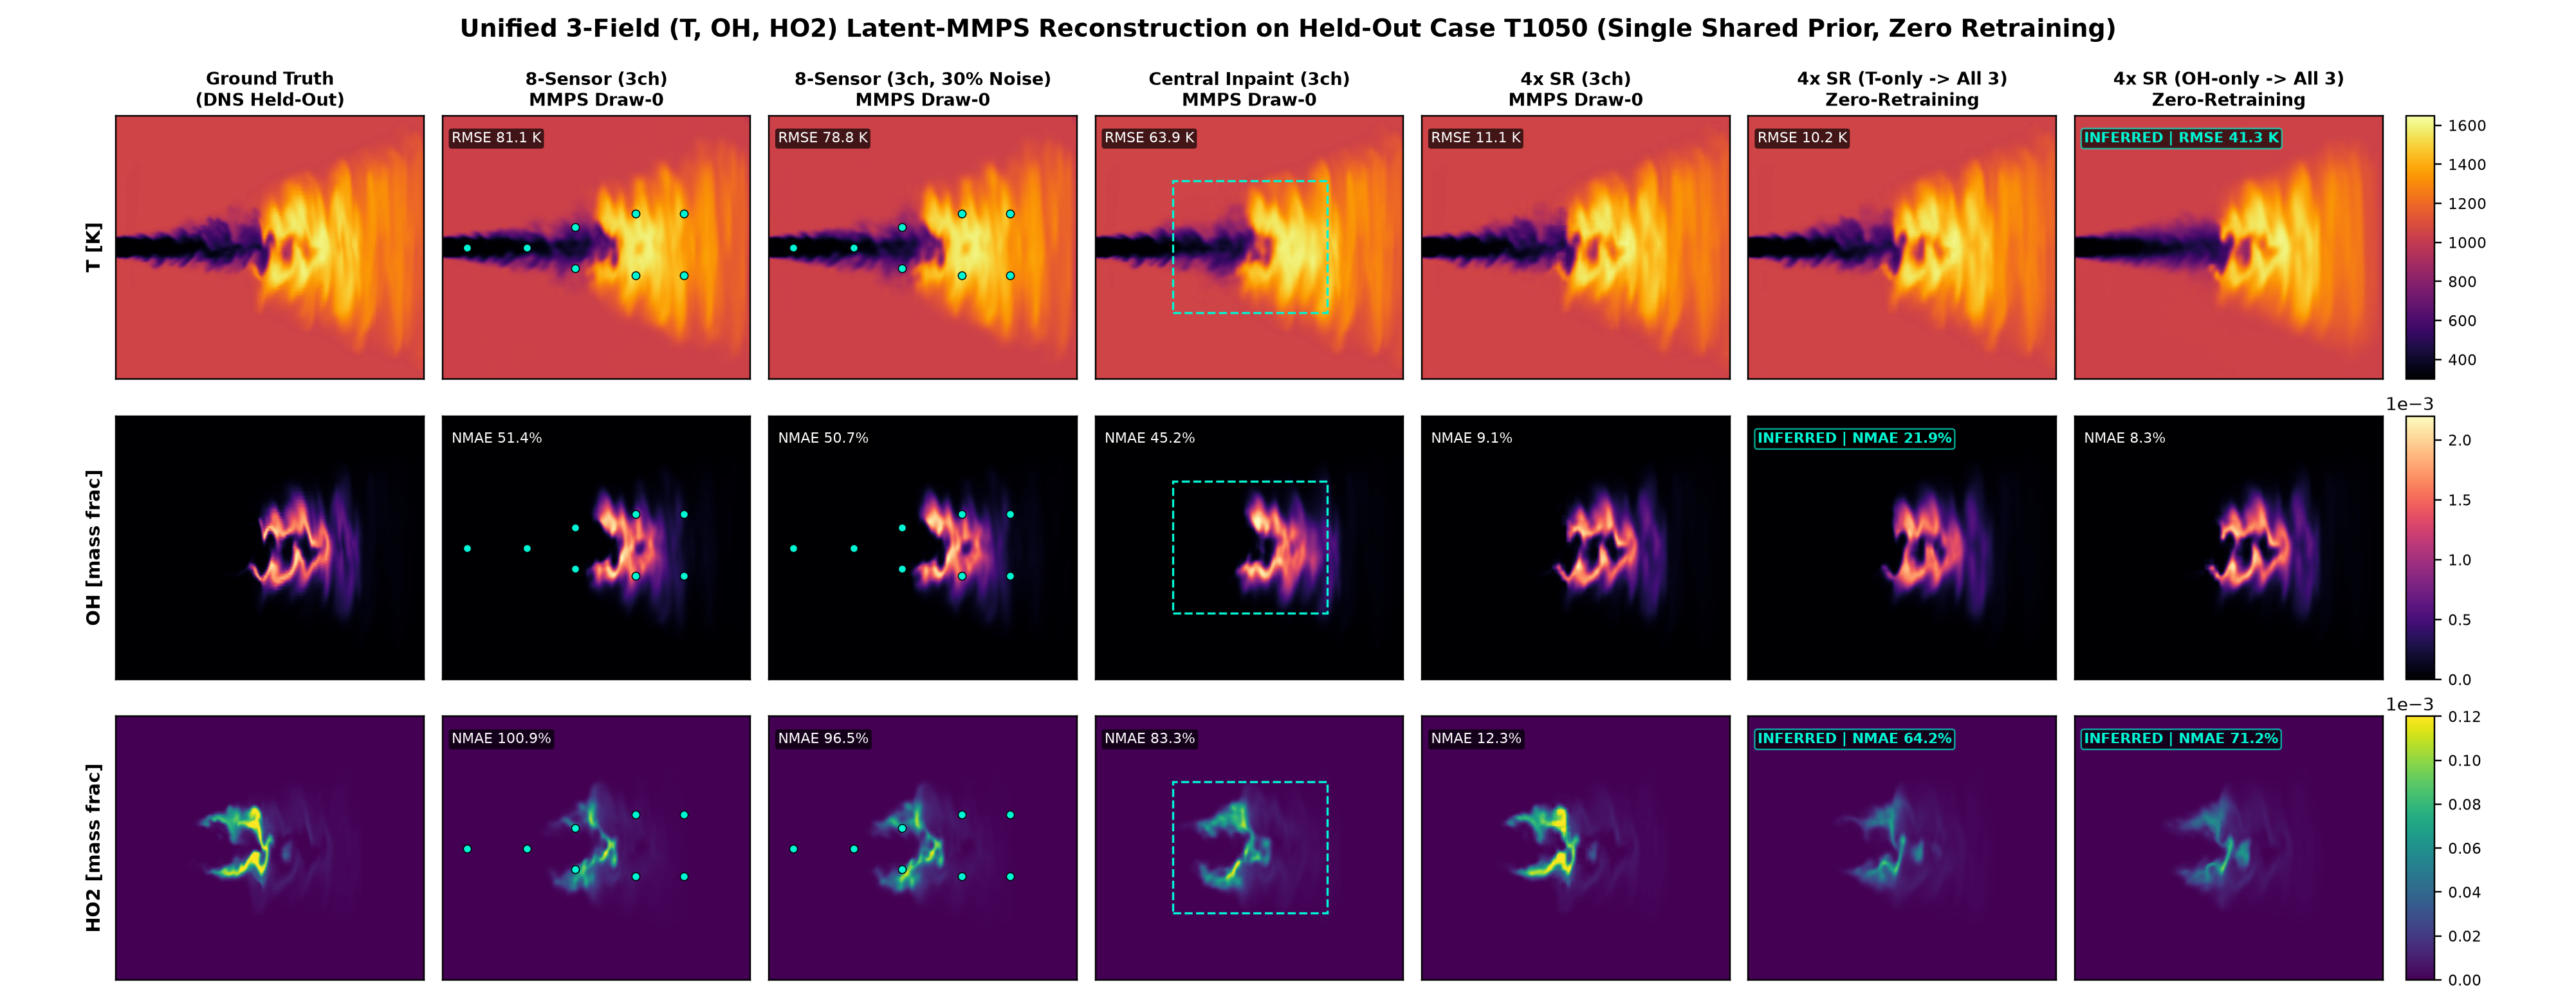 Unified 3-Field (T, OH, HO2) Latent-MMPS Reconstruction on Held-Out Case T1050 (Single Shared Prior, Zero Retraining)
Ground Truth
(DNS Held-Out)
8-Sensor (3ch)
MMPS Draw-0
8-Sensor (3ch, 30% Noise)
MMPS Draw-0
Central Inpaint (3ch)
MMPS Draw-0
4x SR (3ch)
MMPS Draw-0
4x SR (T-only -> All 3)
Zero-Retraining
4x SR (OH-only -> All 3)
Zero-Retraining
T [K]
RMSE 81.1 K
RMSE 78.8 K
RMSE 63.9 K
RMSE 11.1 K
RMSE 10.2 K
INFERRED | RMSE 41.3 K
1600
1400
1200
1000
800
600
400
OH [mass frac]
NMAE 51.4%
NMAE 50.7%
NMAE 45.2%
NMAE 9.1%
INFERRED | NMAE 21.9%
NMAE 8.3%
1e−3
2.0
1.5
1.0
0.5
0.0
HO2 [mass frac]
NMAE 100.9%
NMAE 96.5%
NMAE 83.3%
NMAE 12.3%
INFERRED | NMAE 64.2%
INFERRED | NMAE 71.2%
1e−3
0.12
0.10
0.08
0.06
0.04
0.02
0.00